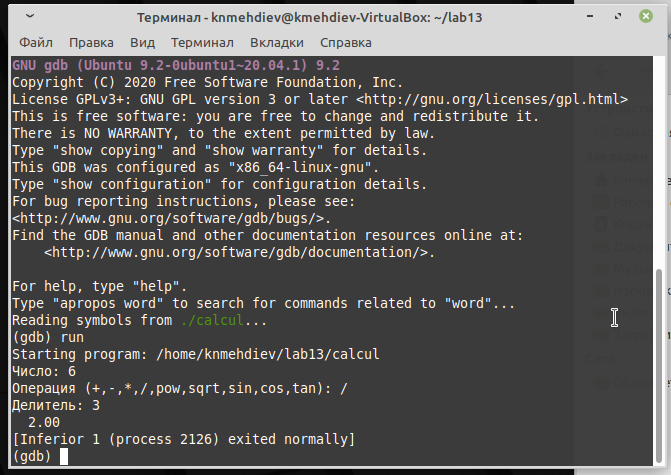 Терминал - knmehdiev@kmehdiev-VirtualBox: ~/lab13
Файл Правка Вид Терминал Вкладки Справка
GNU gdb (Ubuntu 9.2-0ubuntu1~20.04.1) 9.2
Copyright (C) 2020 Free Software Foundation, Inc.
License GPLv3+: GNU GPL version 3 or later <http://gnu.org/licenses/gpl.html>
This is free software: you are free to change and redistribute it.
There is NO WARRANTY, to the extent permitted by law.
Type "show copying" and "show warranty" for details.
This GDB was configured as "x86_64-linux-gnu".
Type "show configuration" for configuration details.
For bug reporting instructions, please see:
<http://www.gnu.org/software/gdb/bugs/>.
Find the GDB manual and other documentation resources online at:
    <http://www.gnu.org/software/gdb/documentation/>.
For help, type "help".
Type "apropos word" to search for commands related to "word"...
Reading symbols from ./calcul...
(gdb) run
Starting program: /home/knmehdiev/lab13/calcul
Число: 6
Операция (+,-,*,/,pow,sqrt,sin,cos,tan): /
Делитель: 3
  2.00
[Inferior 1 (process 2126) exited normally]
(gdb)